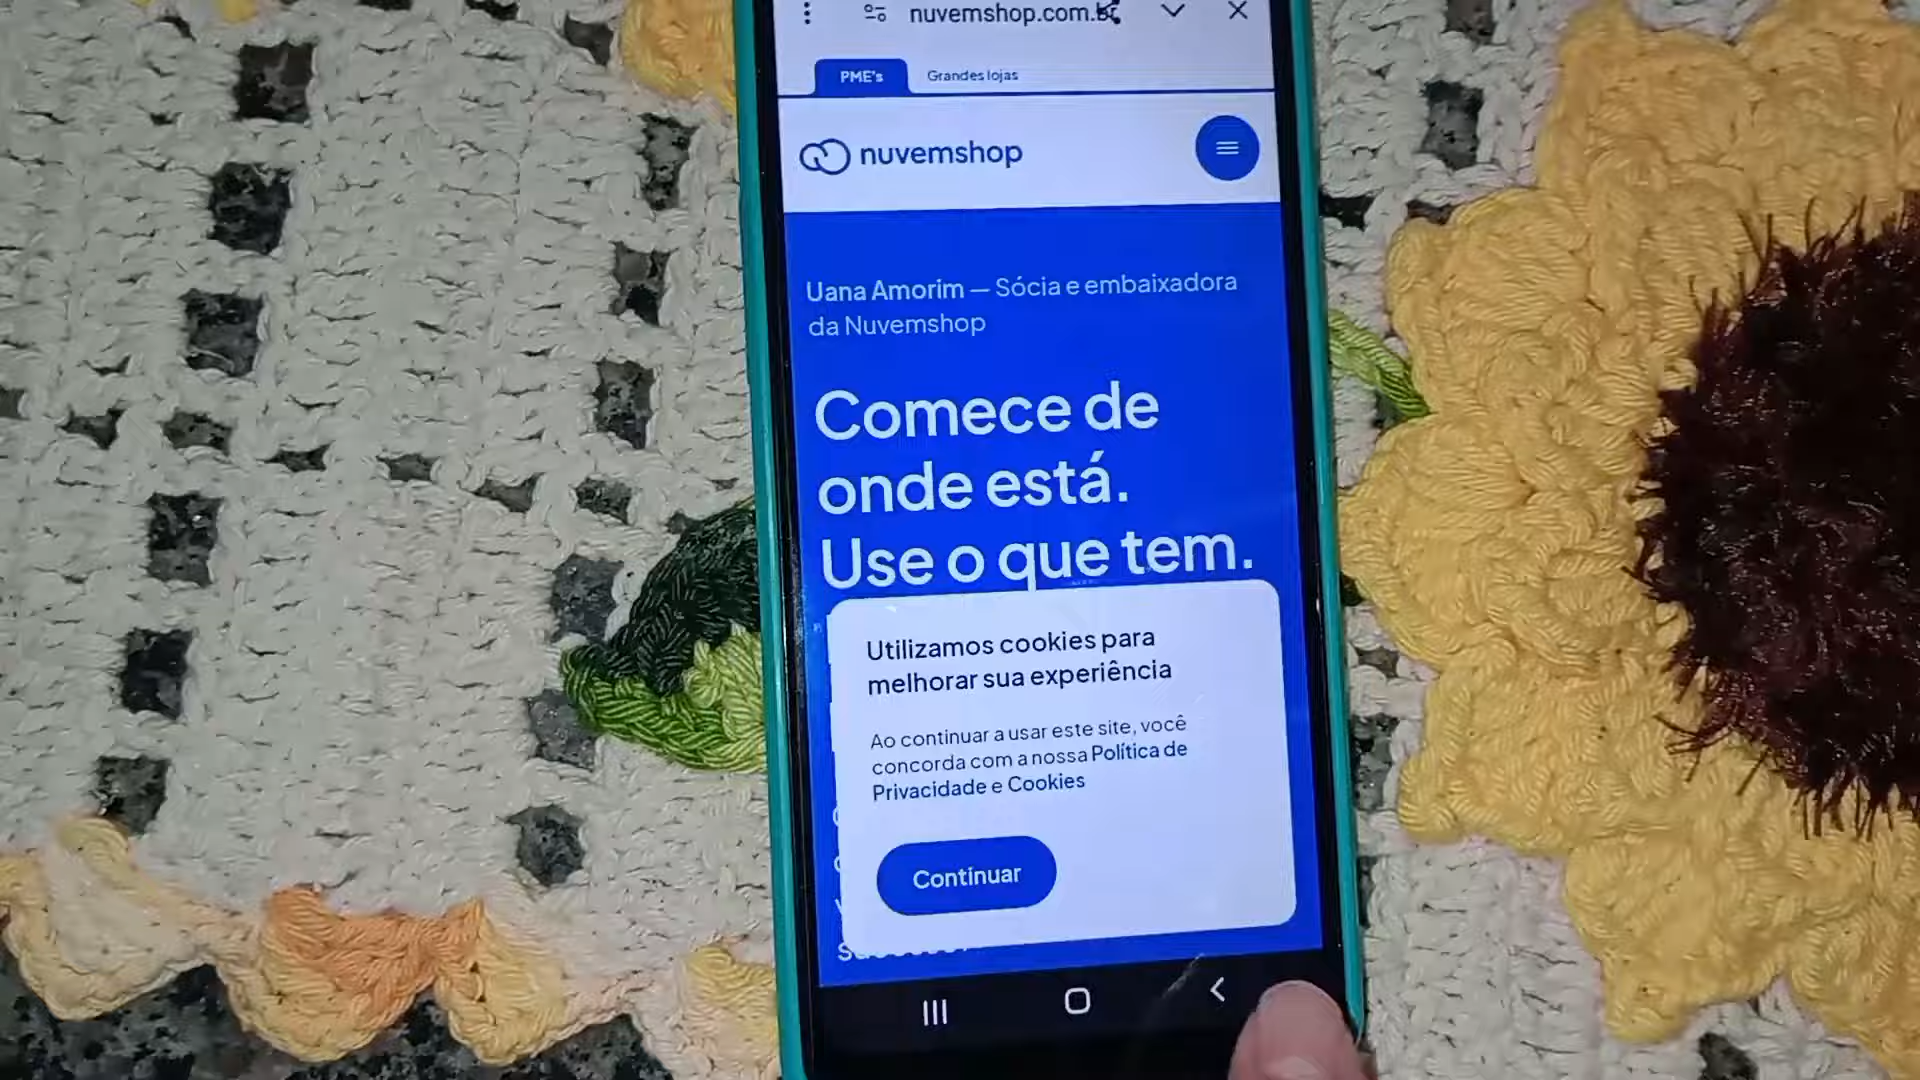 nuvemshop.com.br
PME's
Grandes lojas
nuvemshop
Uana Amorim — Sócia e embaixadora
da Nuvemshop
Comece de
onde está.
Use o que tem.
Utilizamos cookies para
melhorar sua experiência
Ao continuar a usar este site, você
concorda com a nossa Política de
Privacidade e Cookies
Continuar